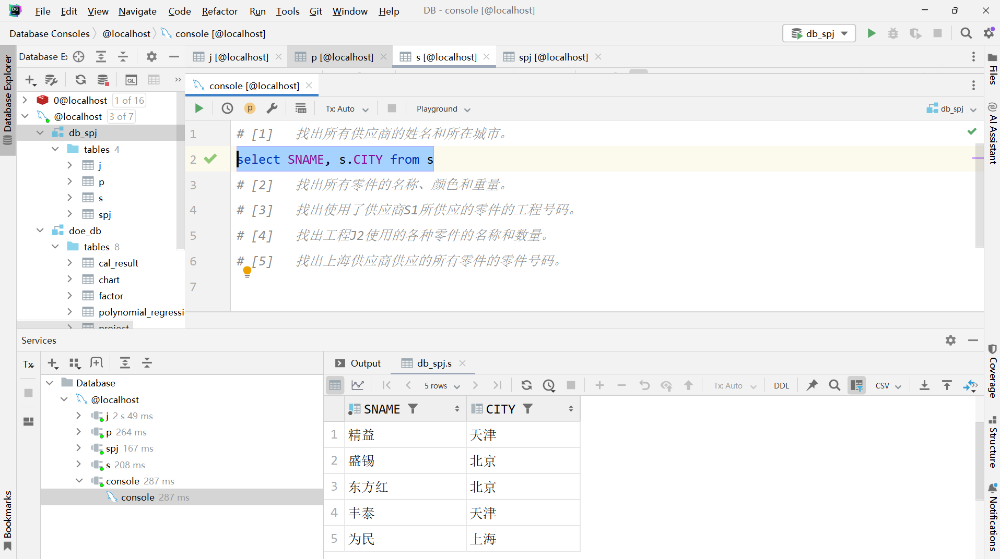 File Edit View Navigate Code Refactor Run Tools Git Window Help DB - console [@localhost]
Database Consoles @localhost console [@localhost] db_spj
Database Ex j [@localhost] p [@localhost] s [@localhost] spj [@localhost]
Database Explorer
Files
AI Assistant
Coverage
Structure
Notifications
Bookmarks
QL
console [@localhost]
0@localhost 1 of 16
@localhost 3 of 7
db_spj
tables 4
j
p
s
spj
doe_db
tables 8
cal_result
chart
factor
polynomial_regressi
project
p Tx: Auto Playground db_spj
1 # [1] 找出所有供应商的姓名和所在城市。
2 select SNAME, s.CITY from s
3 # [2] 找出所有零件的名称、颜色和重量。
4 # [3] 找出使用了供应商S1所供应的零件的工程号码。
5 # [4] 找出工程J2使用的各种零件的名称和数量。
6 # [5] 找出上海供应商供应的所有零件的零件号码。
7
Services
Tx
Database
@localhost
j 2 s 49 ms
p 264 ms
spj 167 ms
s 208 ms
console 287 ms
console 287 ms
Output db_spj.s
5 rows Tx: Auto DDL CSV
SNAME CITY
1 精益 天津
2 盛锡 北京
3 东方红 北京
4 丰泰 天津
5 为民 上海